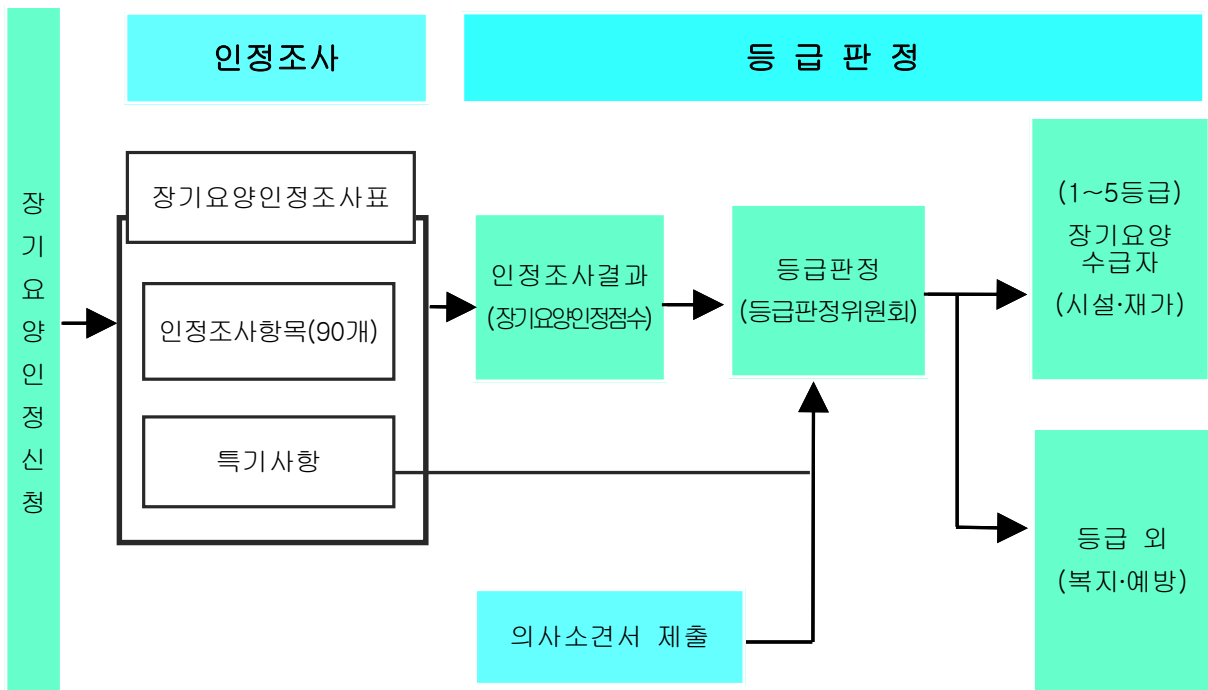 인정조사
등 급 판 정
장기요양인정신청
장기요양인정조사표
인정조사항목(90개)
특기사항
인정조사결과
(장기요양인정점수)
등급판정
(등급판정위원회)
의사소견서 제출
(1~5등급)
장기요양
수급자
(시설·재가)
등급 외
(복지·예방)